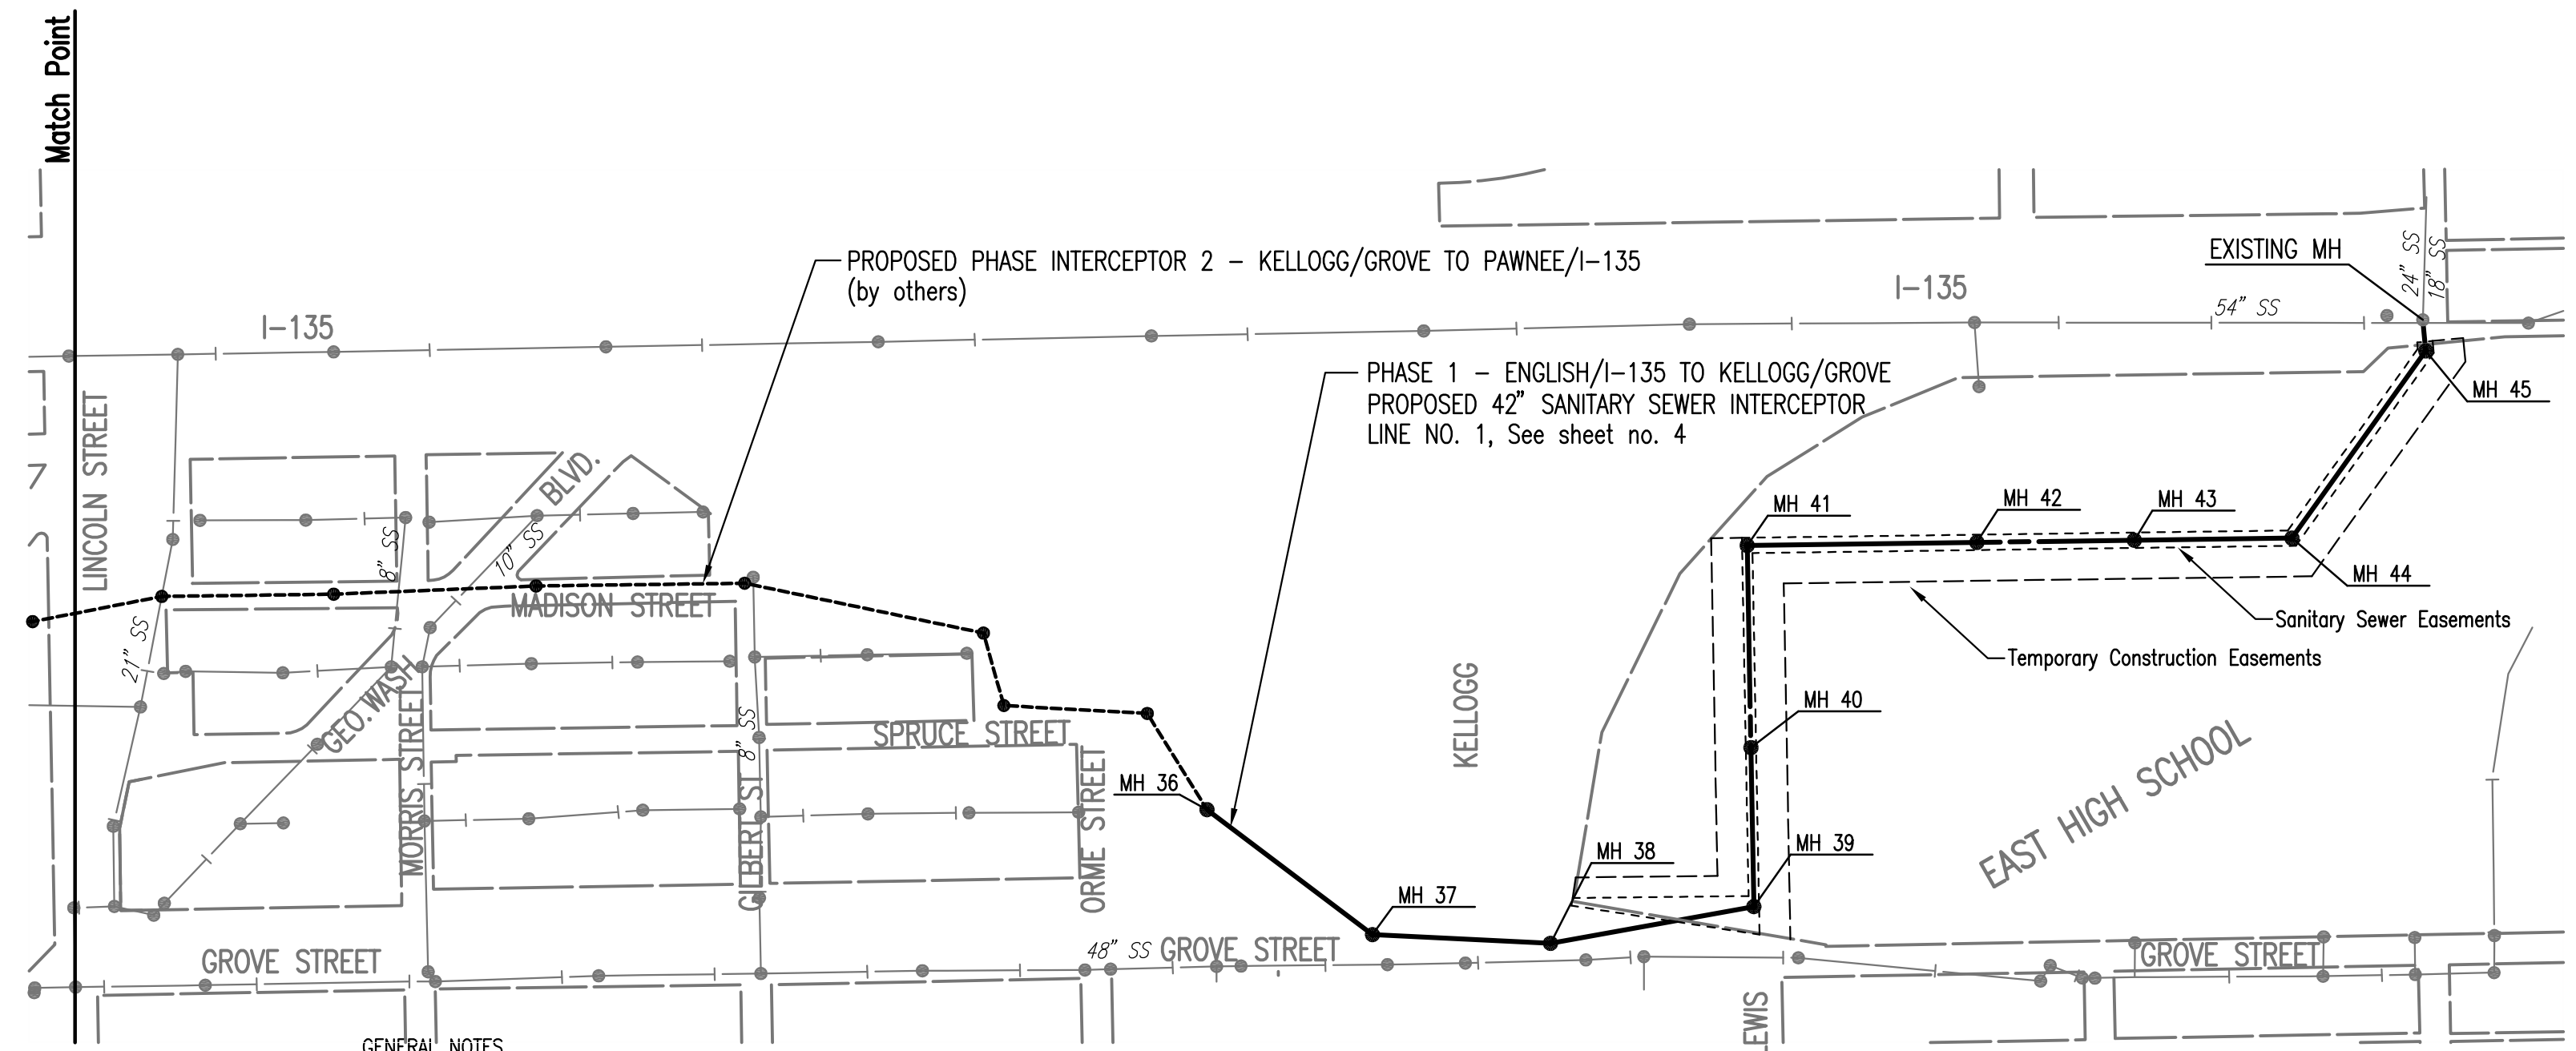 Match Point
PROPOSED PHASE INTERCEPTOR 2 - KELLOGG/GROVE TO PAWNEE/I-135
(by others)
EXISTING MH
24" SS
18" SS
I-135
I-135
54" SS
PHASE 1 - ENGLISH/I-135 TO KELLOGG/GROVE
PROPOSED 42" SANITARY SEWER INTERCEPTOR
LINE NO. 1, See sheet no. 4
MH 45
LINCOLN STREET
BLVD.
8" SS
10" SS
MH 41
MH 42
MH 43
MH 44
MADISON STREET
21" SS
Sanitary Sewer Easements
Temporary Construction Easements
GEO. WASH
MORRIS STREET
8" SS
GILBERT ST
SPRUCE STREET
ORME STREET
KELLOGG
MH 40
MH 36
EAST HIGH SCHOOL
MH 38
MH 39
MH 37
GROVE STREET
48" SS
GROVE STREET
GROVE STREET
EWIS
GENERAL NOTES